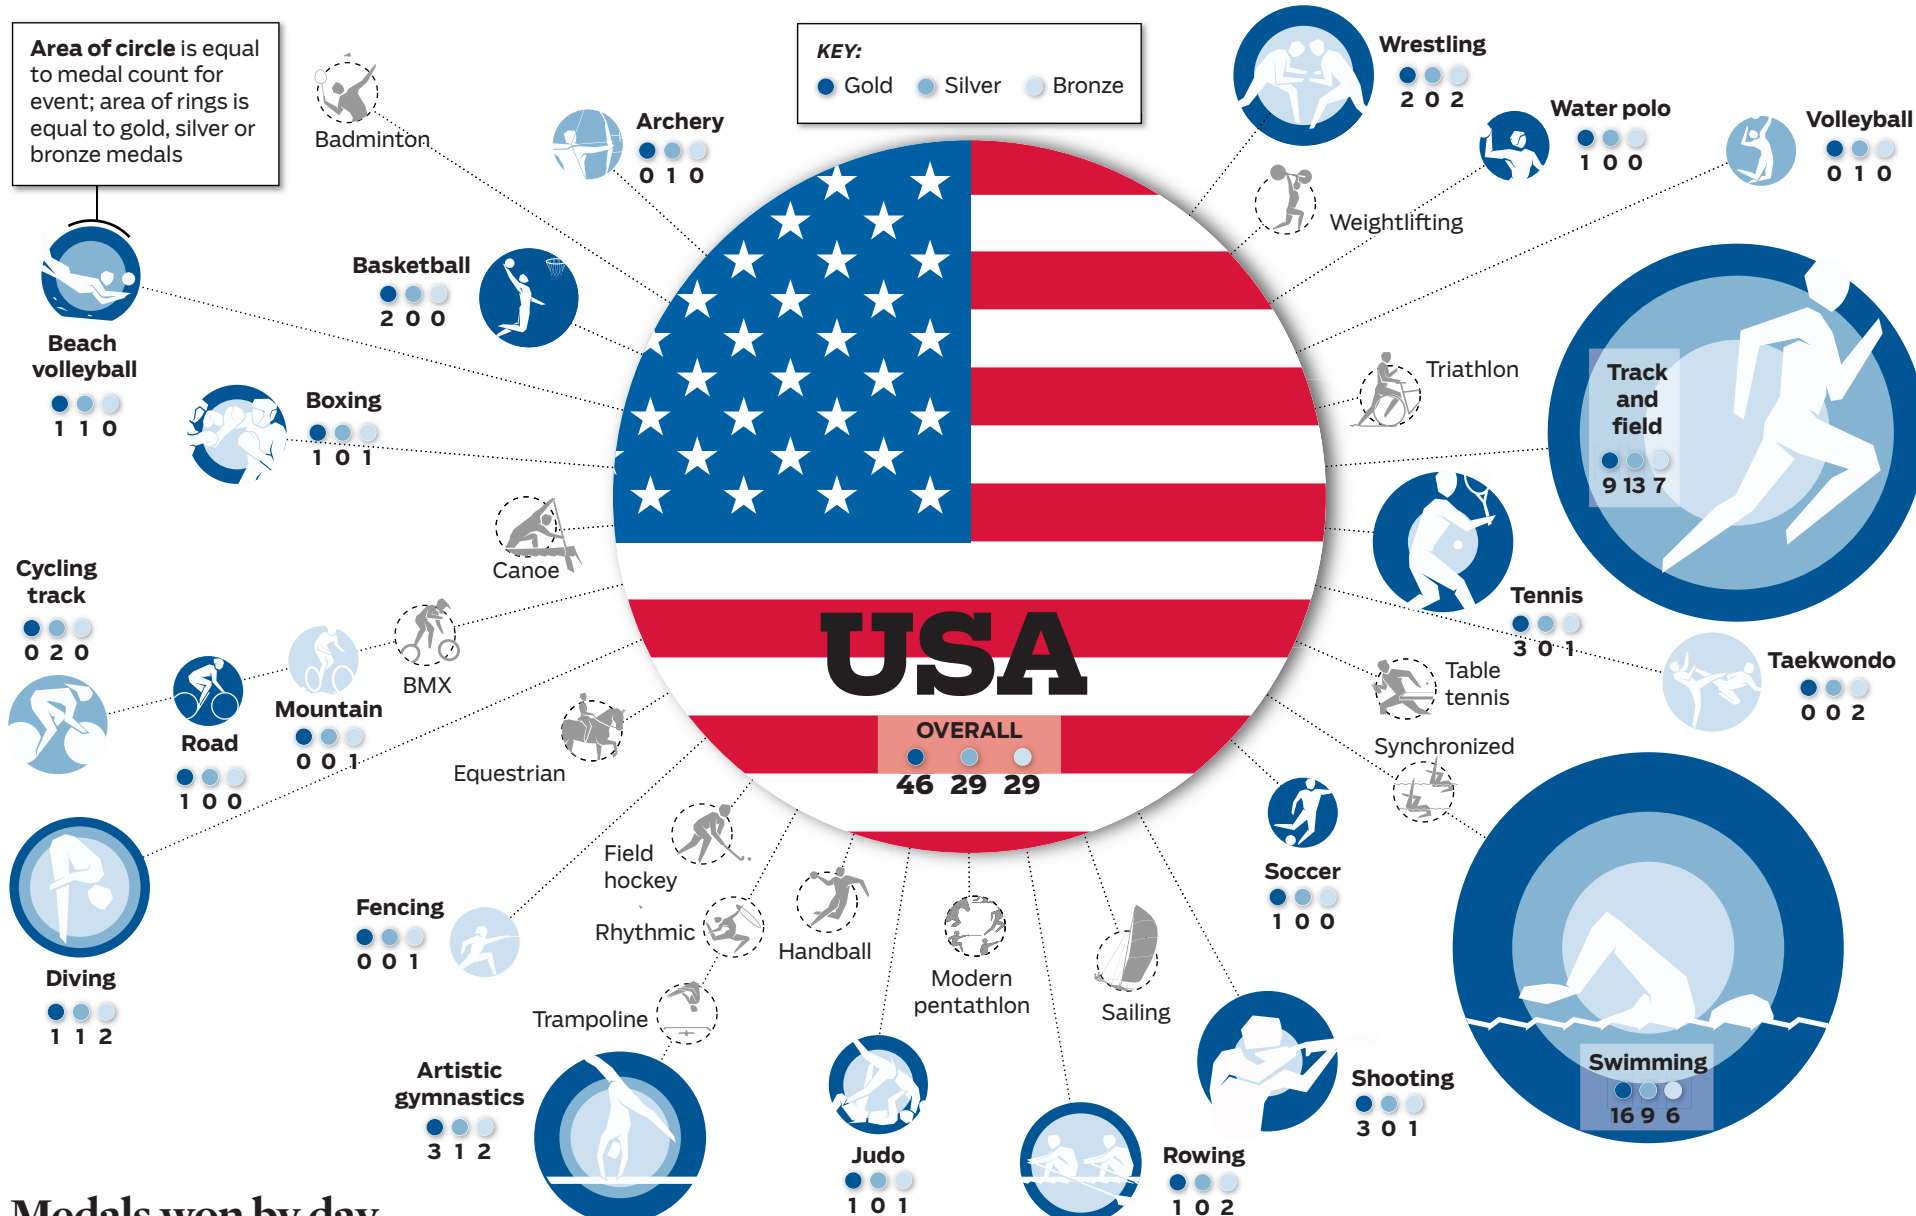 Area of circle is equal
to medal count for
event; area of rings is
equal to gold, silver or
bronze medals
KEY:
Gold Silver Bronze
Badminton
Archery
0 1 0
Basketball
2 0 0
Beach
volleyball
1 1 0
Boxing
1 0 1
Canoe
Cycling
track
0 2 0
Road
1 0 0
Mountain
0 0 1
BMX
Equestrian
Diving
1 1 2
Fencing
0 0 1
Field
hockey
Rhythmic
Trampoline
Artistic
gymnastics
3 1 2
Handball
Judo
1 0 1
Modern
pentathlon
Rowing
1 0 2
Sailing
Shooting
3 0 1
Soccer
1 0 0
Synchronized
Swimming
16 9 6
Table
tennis
Taekwondo
0 0 2
Tennis
3 0 1
Track
and
field
9 13 7
Triathlon
Volleyball
0 1 0
Water polo
1 0 0
Weightlifting
Wrestling
2 0 2
USA
OVERALL
46 29 29
Medals won by day